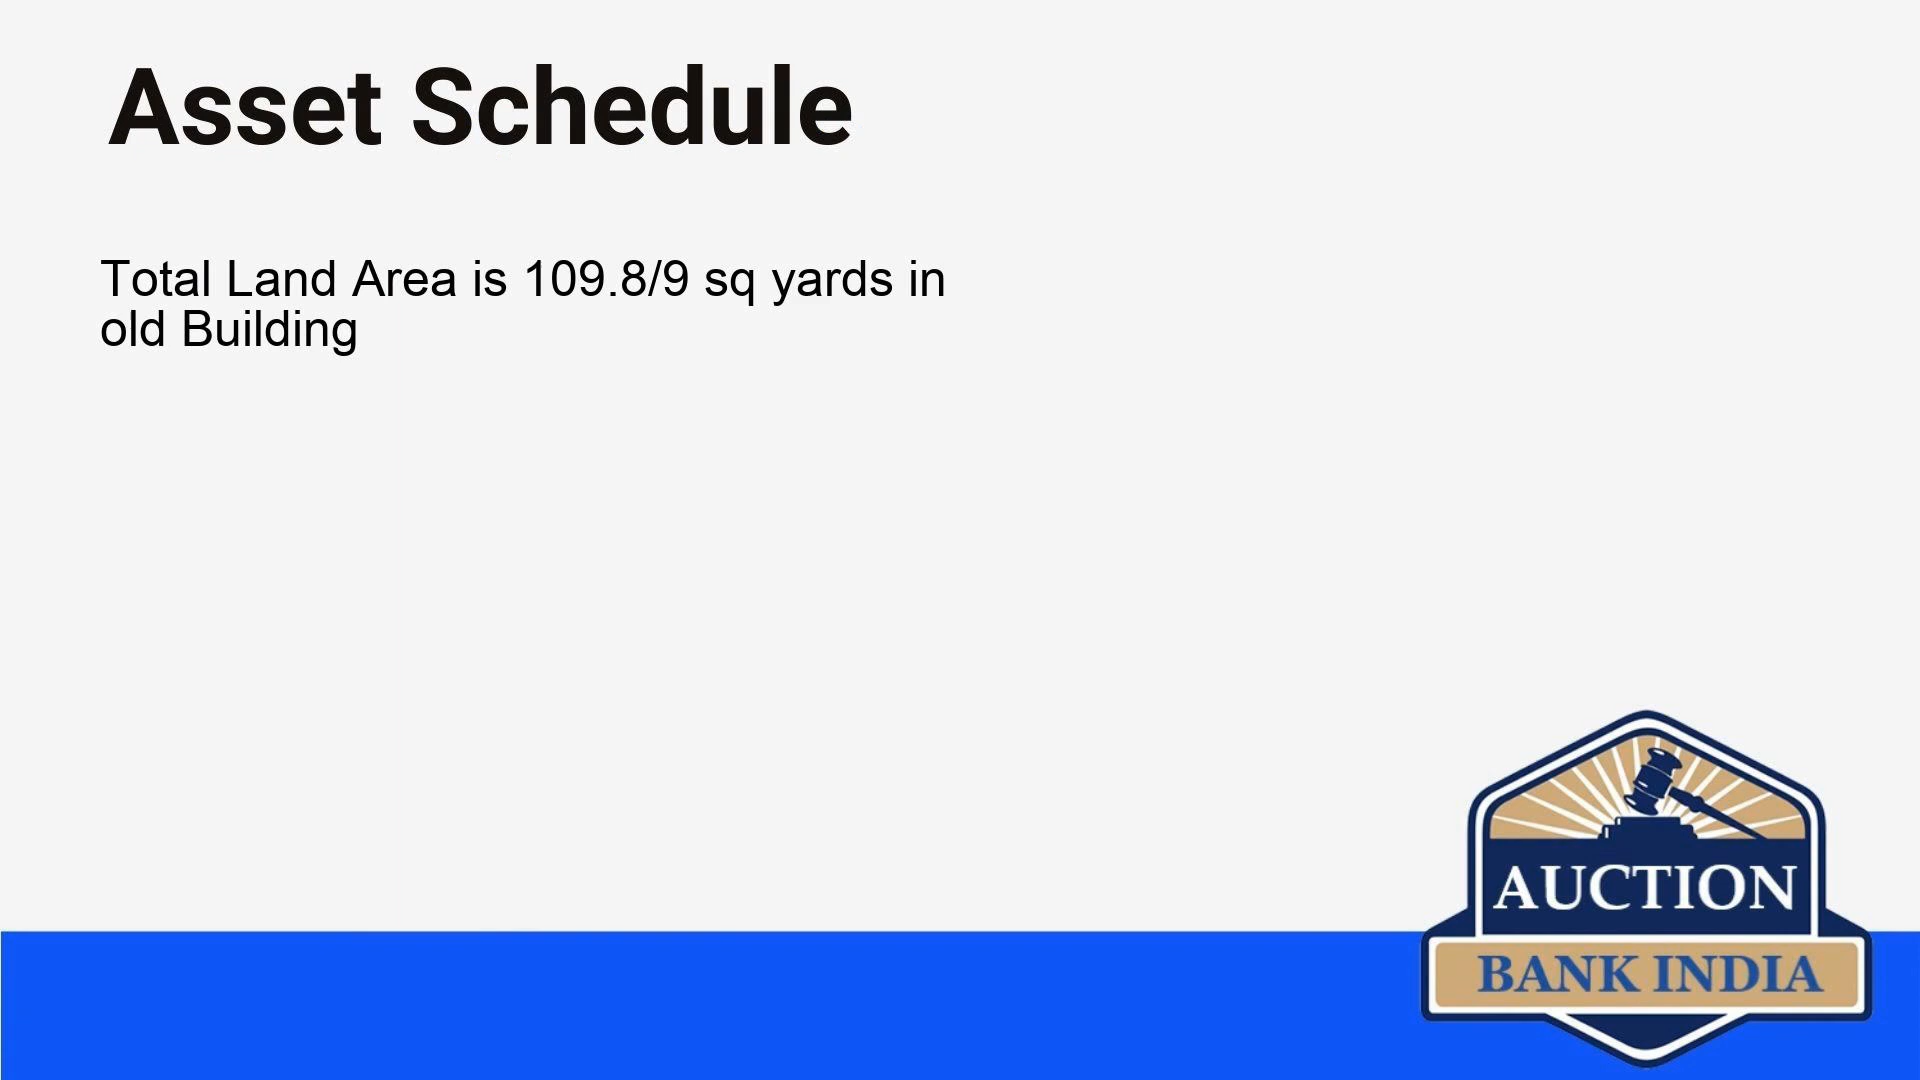 Asset Schedule
Total Land Area is 109.8/9 sq yards in
old Building
AUCTION
BANK INDIA